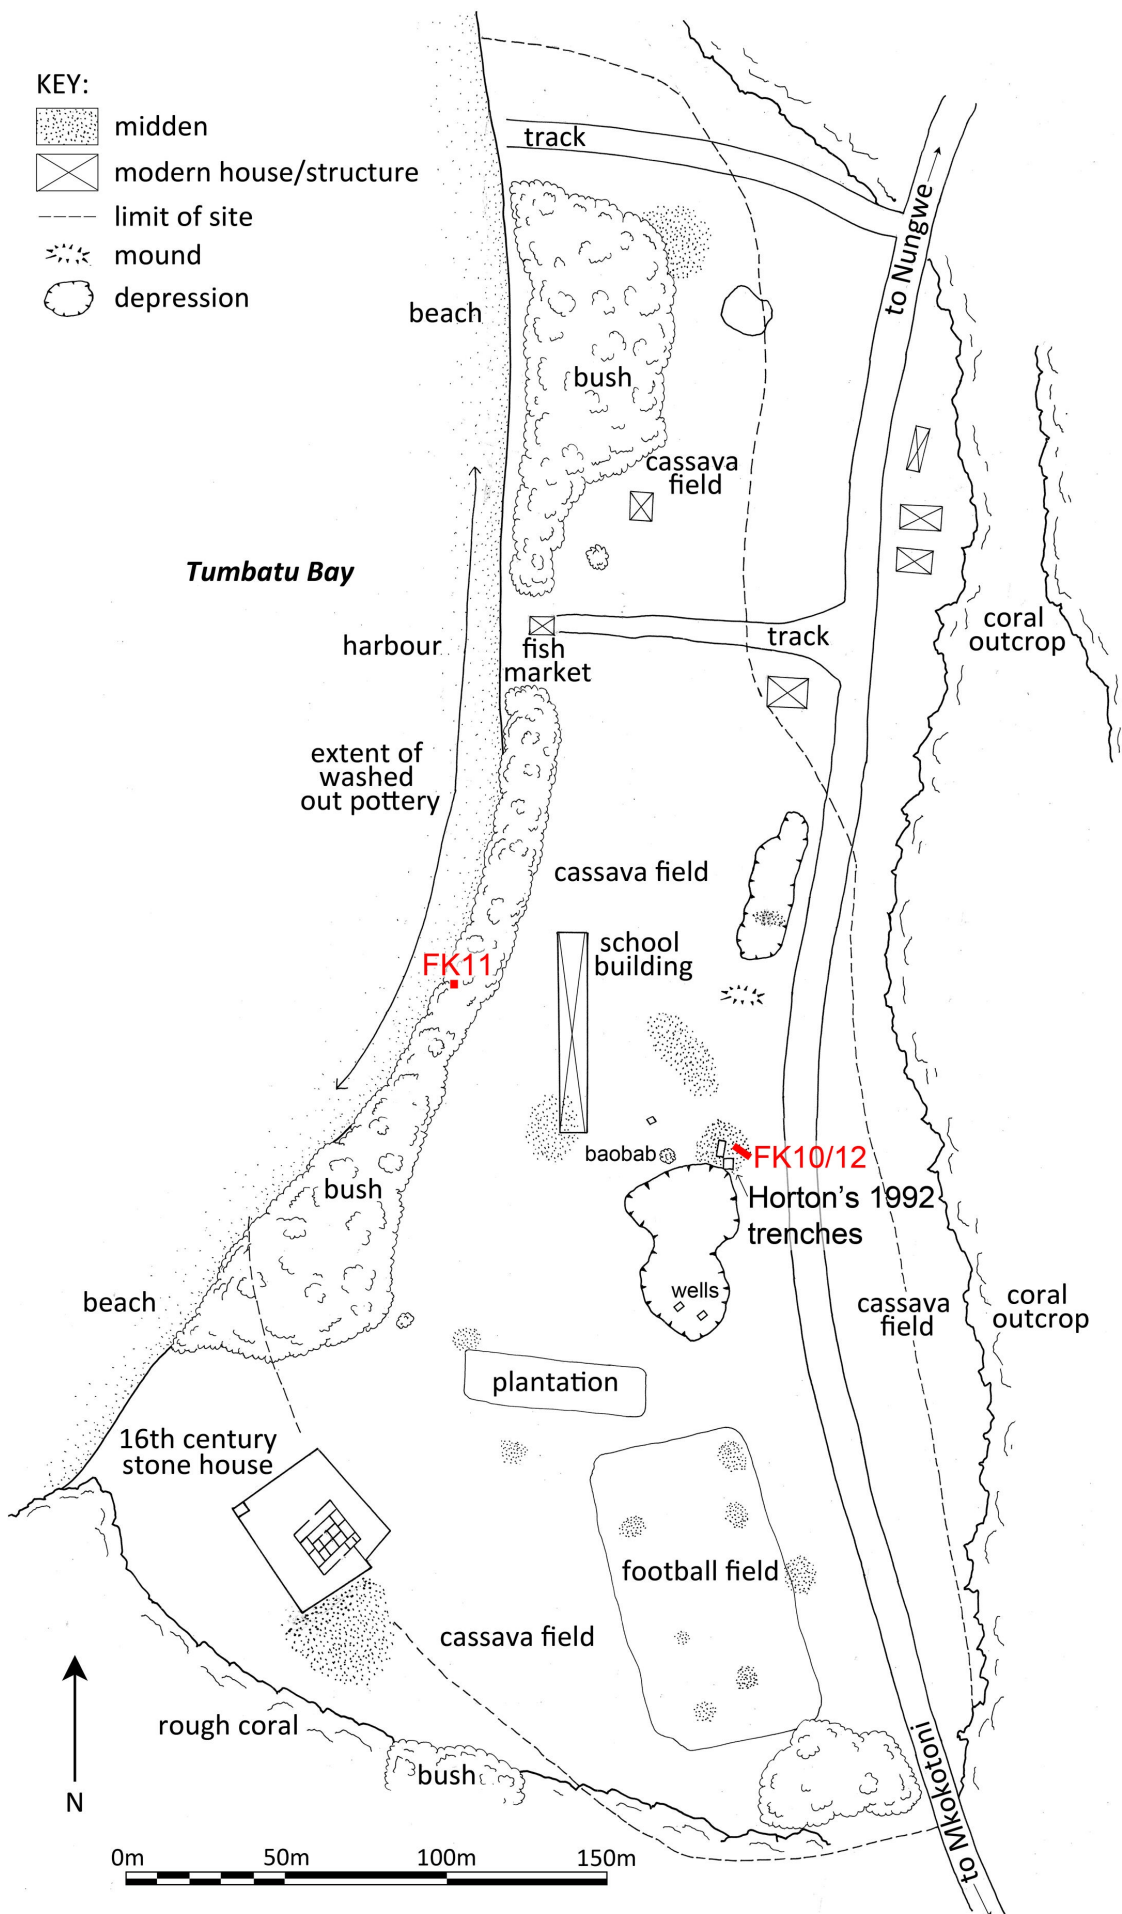 KEY:
midden
modern house/structure
limit of site
mound
depression
track
to Nungwe
beach
bush
cassava
field
Tumbatu Bay
harbour
fish
market
track
coral
outcrop
extent of
washed
out pottery
cassava field
school
building
FK11
baobab
FK10/12
Horton's 1992
trenches
bush
wells
beach
cassava
field
coral
outcrop
plantation
16th century
stone house
football field
cassava field
rough coral
bush
to Mkokotoni
N
0m 50m 100m 150m